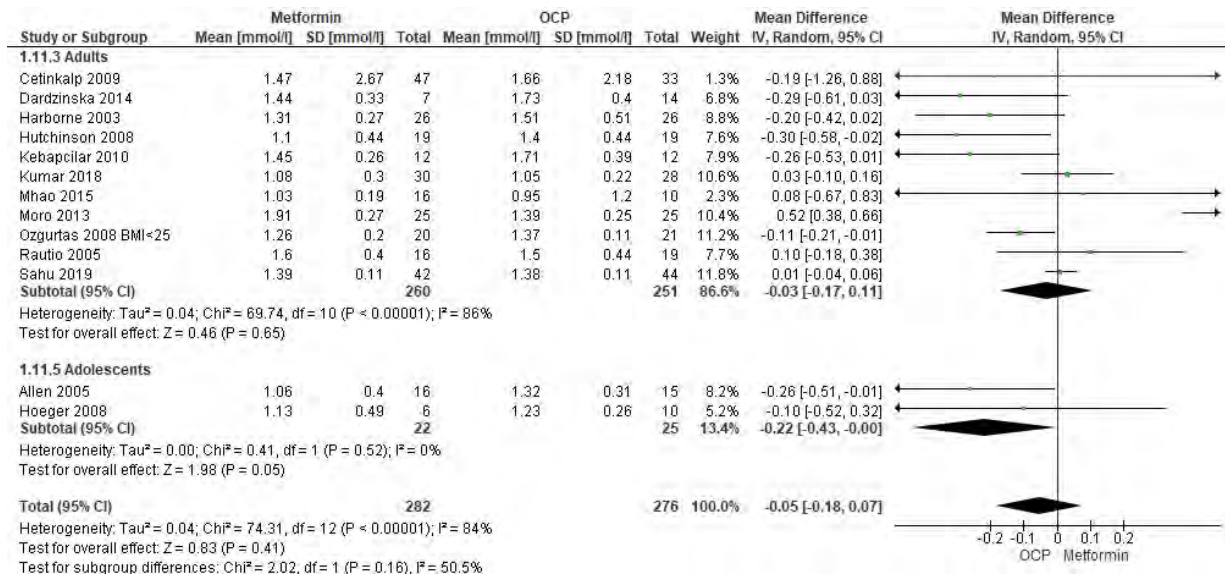 Metformin OCP Mean Difference Mean Difference
Study or Subgroup Mean [mmol/l] SD [mmol/l] Total Mean [mmol/l] SD [mmol/l] Total Weight IV, Random, 95% CI IV, Random, 95% CI
1.11.3 Adults
Cetinkalp 2009 1.47 2.67 47 1.66 2.18 33 1.3% -0.19 [-1.26, 0.88]
Dardzinska 2014 1.44 0.33 7 1.73 0.4 14 6.8% -0.29 [-0.61, 0.03]
Harborne 2003 1.31 0.27 26 1.51 0.51 26 8.9% -0.20 [-0.42, 0.02]
Hutchinson 2008 1.1 0.44 19 1.4 0.44 19 7.6% -0.30 [-0.58, -0.02]
Kebapcilar 2010 1.45 0.26 12 1.71 0.39 12 7.9% -0.26 [-0.53, 0.01]
Kumar 2018 1.08 0.3 30 1.05 0.22 28 10.6% 0.03 [-0.10, 0.16]
Mhao 2015 1.03 0.19 16 0.95 1.2 10 2.3% 0.08 [-0.67, 0.83]
Moro 2013 1.91 0.27 25 1.39 0.25 25 10.4% 0.52 [0.38, 0.66]
Ozgurtas 2008 BMI<25 1.26 0.2 20 1.37 0.11 21 11.2% -0.11 [-0.21, -0.01]
Rautio 2005 1.6 0.4 16 1.5 0.44 19 7.6% 0.10 [-0.18, 0.38]
Sahu 2019 1.39 0.11 42 1.38 0.11 44 11.8% 0.01 [-0.04, 0.06]
Subtotal (95% CI) 260 251 86.6% -0.03 [-0.17, 0.11]
Heterogeneity: Tau² = 0.04; Chi² = 69.74, df = 10 (P < 0.00001); I² = 86%
Test for overall effect: Z = 0.46 (P = 0.65)
1.11.5 Adolescents
Allen 2005 1.06 0.4 16 1.32 0.31 15 8.2% -0.26 [-0.51, -0.01]
Hoeger 2008 1.13 0.49 6 1.23 0.26 10 5.2% -0.10 [-0.52, 0.32]
Subtotal (95% CI) 22 25 13.4% -0.22 [-0.43, -0.00]
Heterogeneity: Tau² = 0.00; Chi² = 0.41, df = 1 (P = 0.52); I² = 0%
Test for overall effect: Z = 1.98 (P = 0.05)
Total (95% CI) 282 276 100.0% -0.05 [-0.18, 0.07]
Heterogeneity: Tau² = 0.04; Chi² = 74.31, df = 12 (P < 0.00001); I² = 84%
Test for overall effect: Z = 0.83 (P = 0.41)
Test for subgroup differences: Chi² = 2.02, df = 1 (P = 0.16), I² = 50.5%
-0.2 -0.1 0 0.1 0.2
OCP Metformin